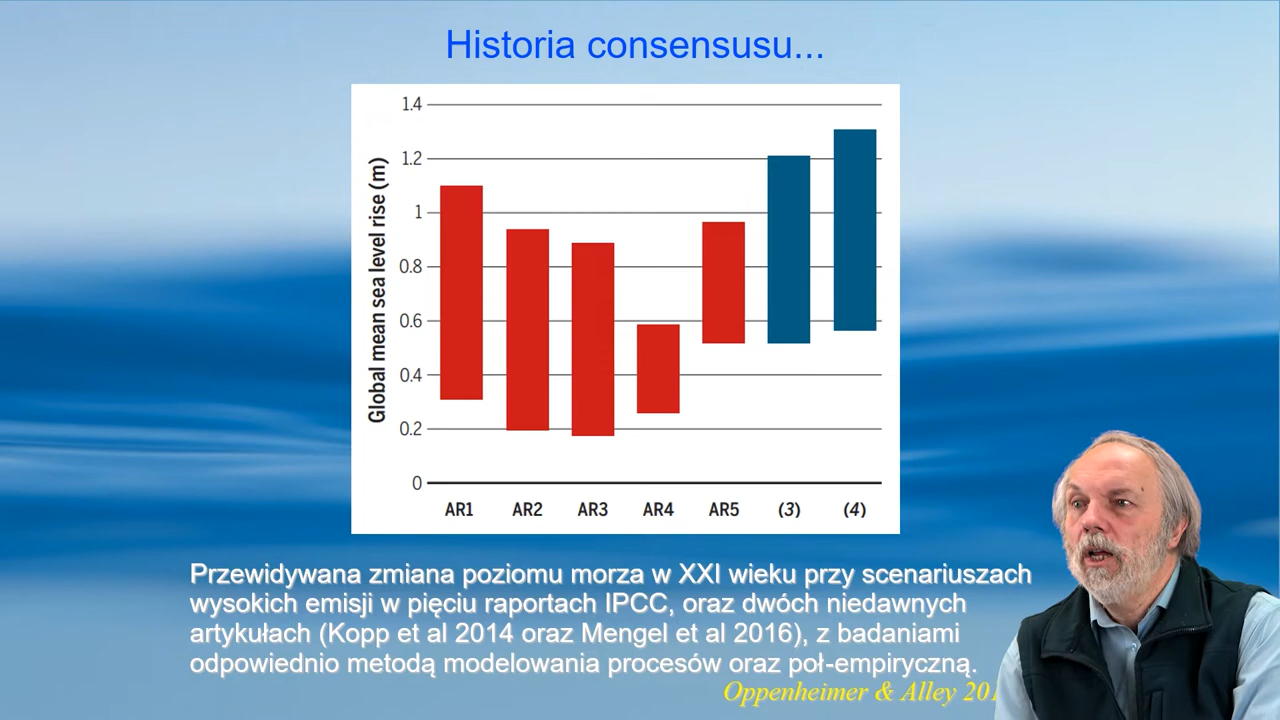 Historia consensusu...
Global mean sea level rise (m)
1.4
1.2
1
0.8
0.6
0.4
0.2
0
AR1 AR2 AR3 AR4 AR5 (3) (4)
Przewidywana zmiana poziomu morza w XXI wieku przy scenariuszach
wysokich emisji w pięciu raportach IPCC, oraz dwóch niedawnych
artykułach (Kopp et al 2014 oraz Mengel et al 2016), z badaniami
odpowiednio metodą modelowania procesów oraz poł-empiryczną.
Oppenheimer & Alley